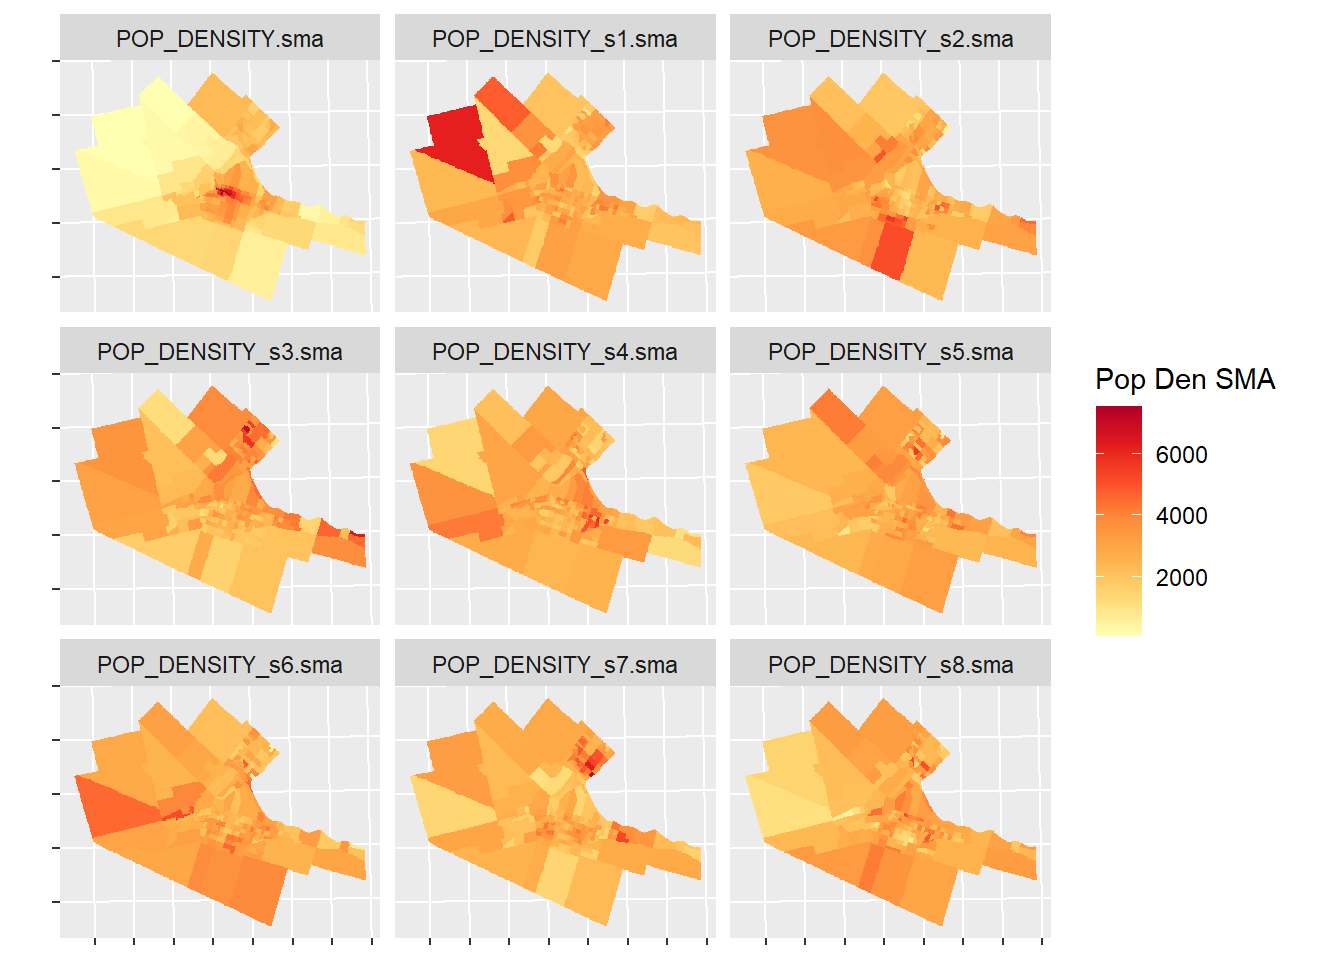 POP_DENSITY.sma
POP_DENSITY_s1.sma
POP_DENSITY_s2.sma
POP_DENSITY_s3.sma
POP_DENSITY_s4.sma
POP_DENSITY_s5.sma
POP_DENSITY_s6.sma
POP_DENSITY_s7.sma
POP_DENSITY_s8.sma
Pop Den SMA
6000
4000
2000